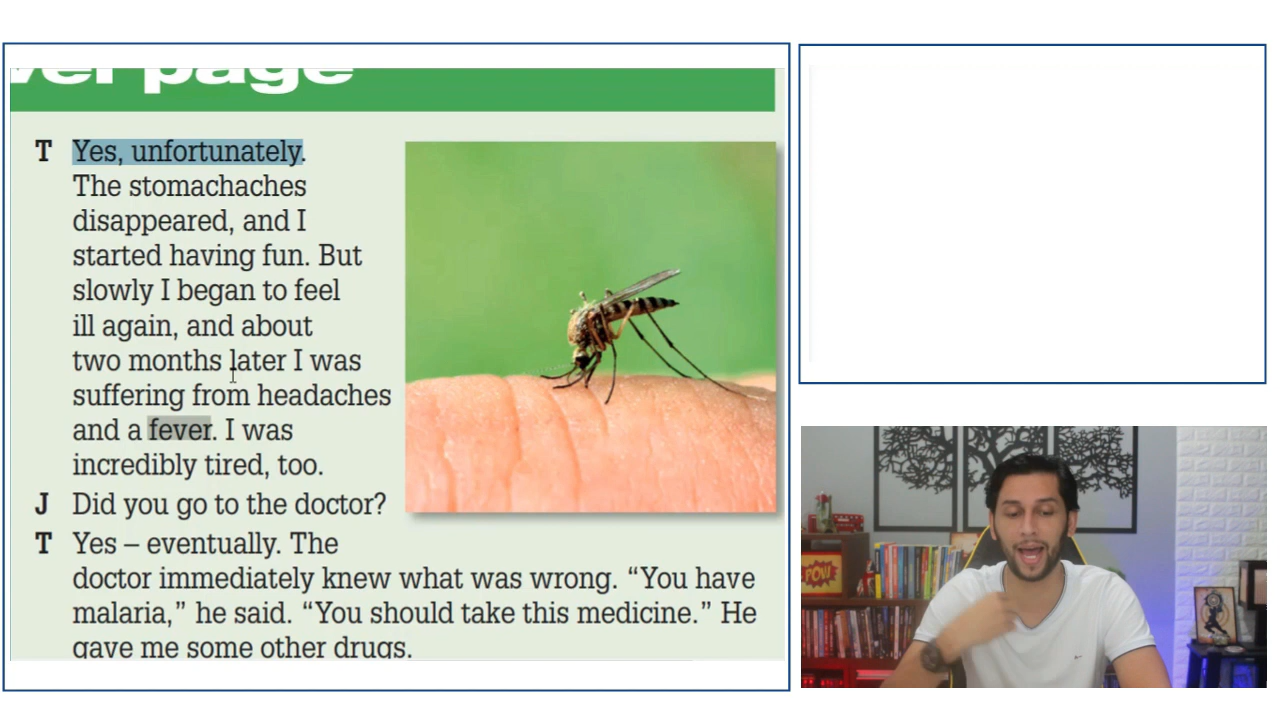 ver page
T Yes, unfortunately.
The stomachaches
disappeared, and I
started having fun. But
slowly I began to feel
ill again, and about
two months later I was
suffering from headaches
and a fever. I was
incredibly tired, too.
J Did you go to the doctor?
T Yes – eventually. The
doctor immediately knew what was wrong. “You have
malaria,” he said. “You should take this medicine.” He
gave me some other drugs.
POW